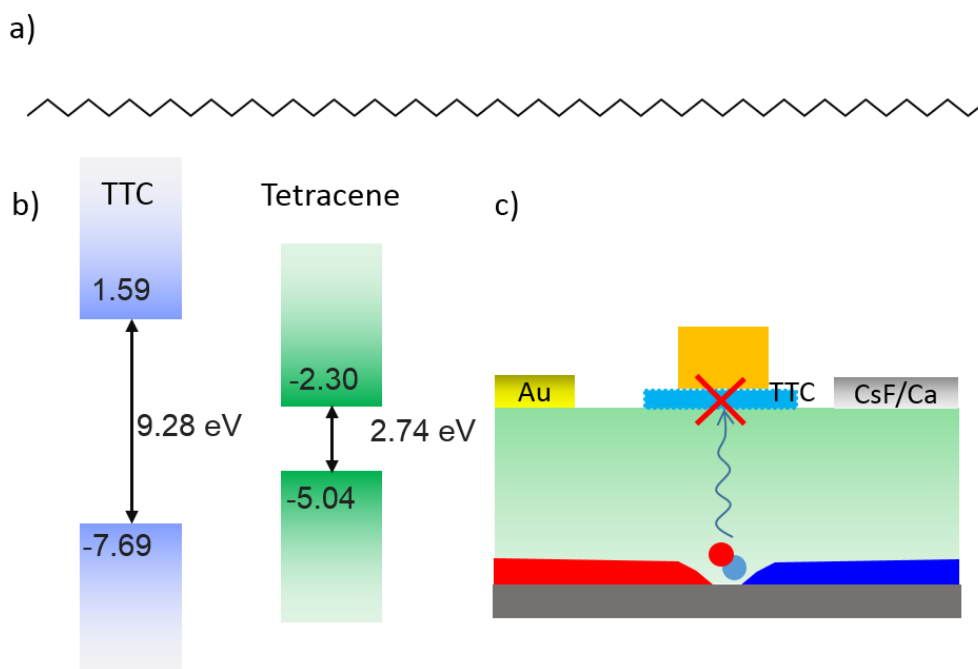 a)
b)
TTC
1.59
9.28 eV
-7.69
Tetracene
-2.30
2.74 eV
-5.04
c)
Au
TTC
CsF/Ca